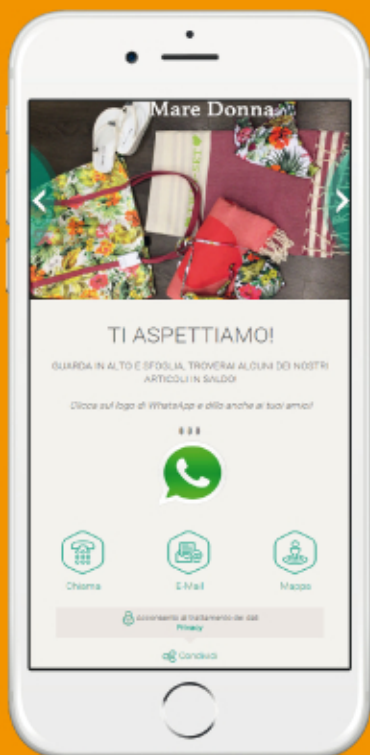 Mare Donna
TI ASPETTIAMO!
GUARDA IN ALTO E SFOGLIA, TROVERAI ALCUNI DEI NOSTRI
ARTICOLI IN SALDO!
Clicca sul logo di WhatsApp e dillo anche ai tuoi amici!
Chiama
E-Mail
Mappa
Acconsento al trattamento dei dati
Privacy
Condividi